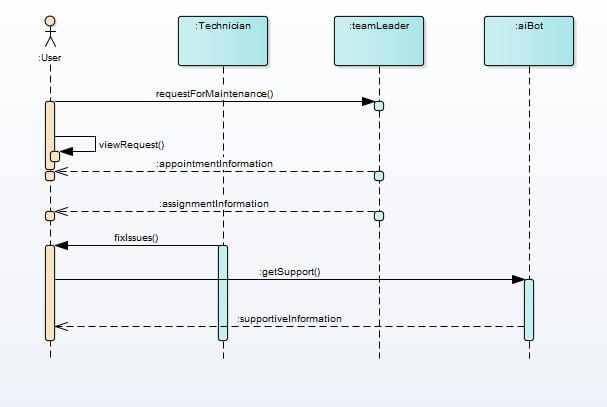 :Technician
:teamLeader
:aiBot
:User
requestForMaintenance()
viewRequest()
:appointmentInformation
:assignmentInformation
fixIssues()
:getSupport()
:supportiveInformation